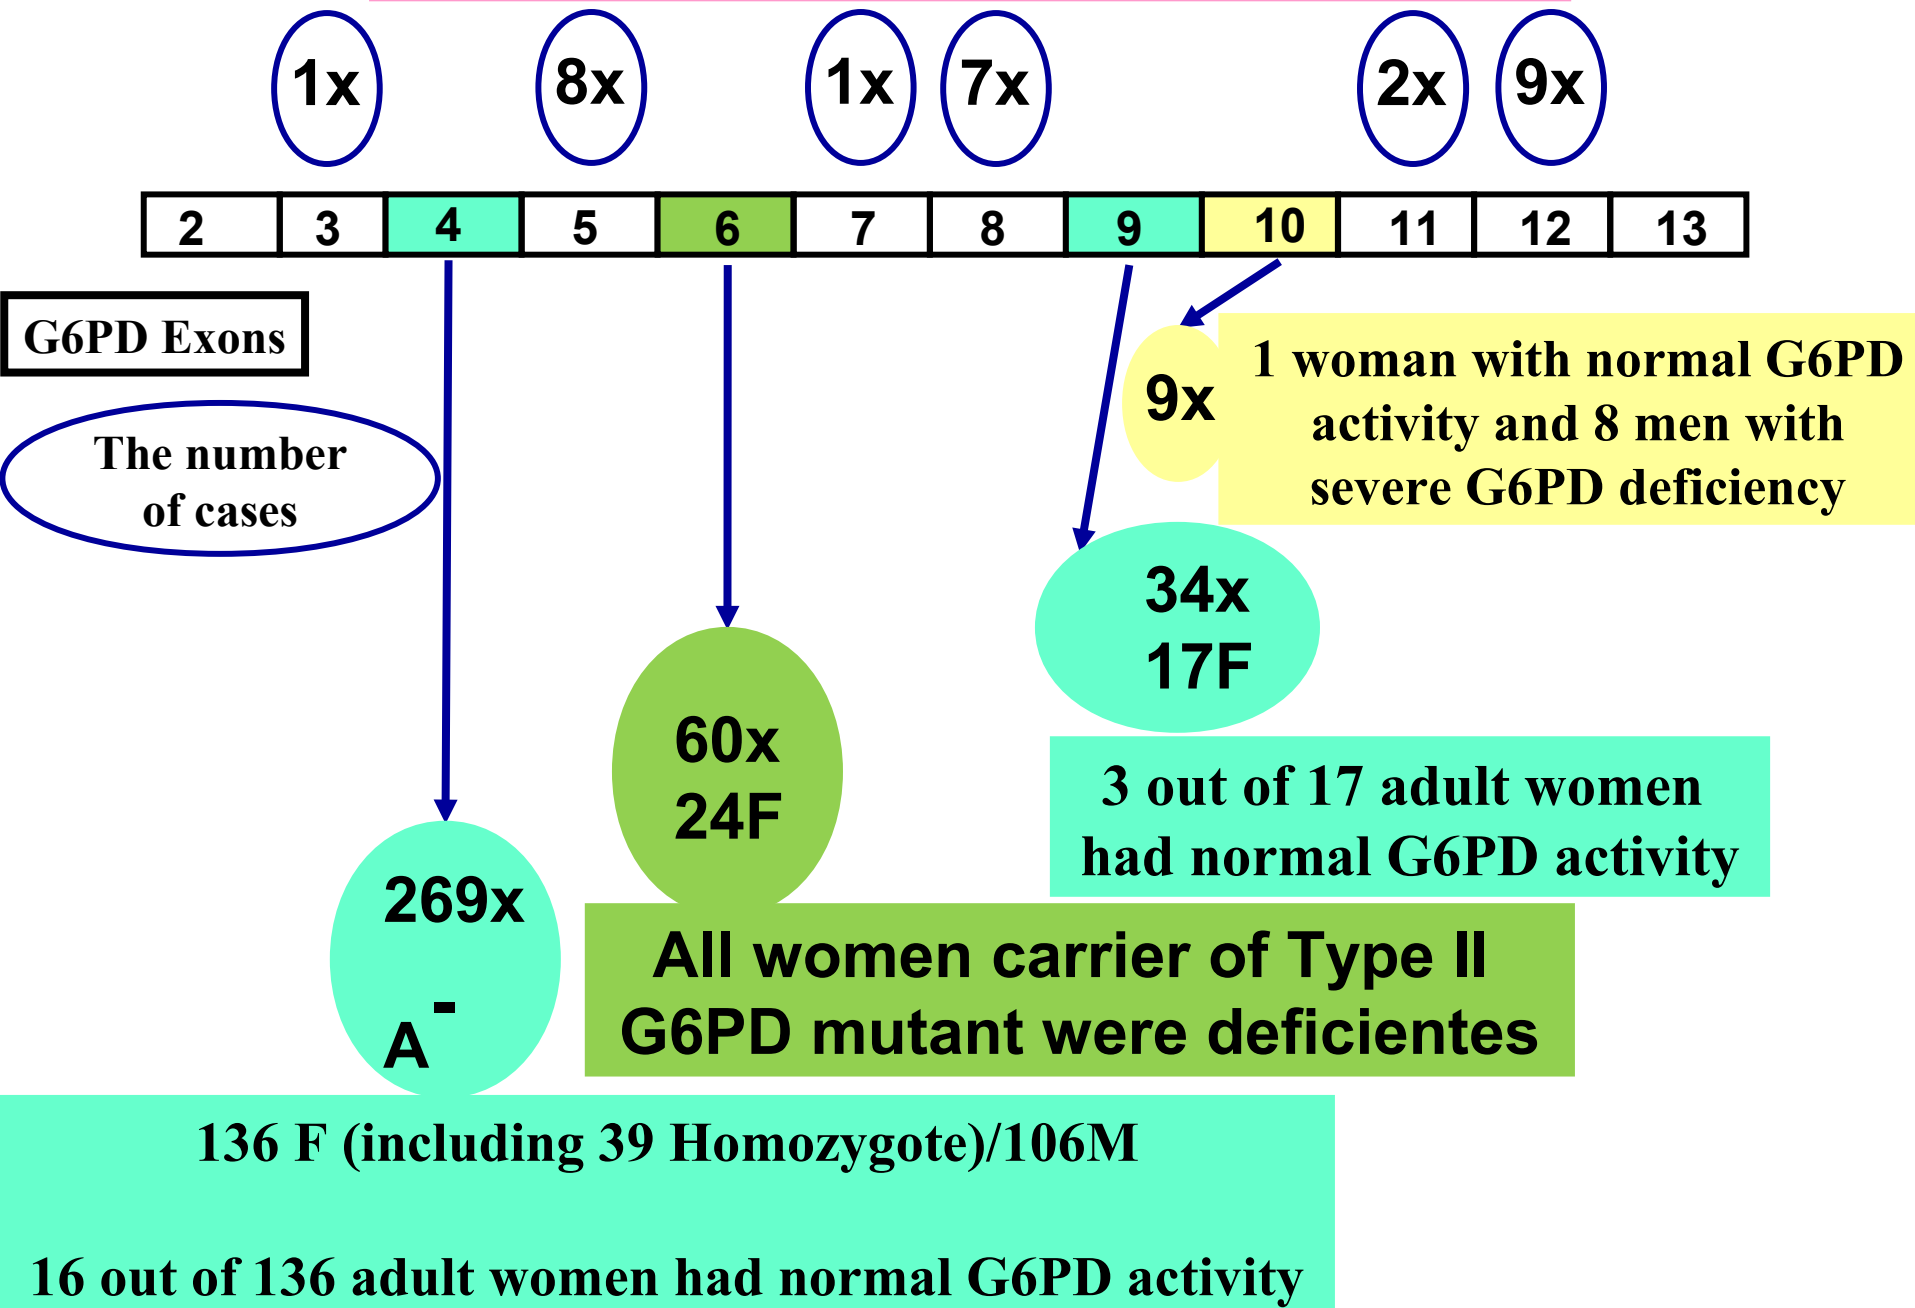 1x
8x
1x
7x
2x
9x
2
3
4
5
6
7
8
9
10
11
12
13
G6PD Exons
The number
of cases
9x
1 woman with normal G6PD
activity and 8 men with
severe G6PD deficiency
34x
17F
3 out of 17 adult women
had normal G6PD activity
60x
24F
All women carrier of Type II
G6PD mutant were deficientes
269x
A-
136 F (including 39 Homozygote)/106M
16 out of 136 adult women had normal G6PD activity